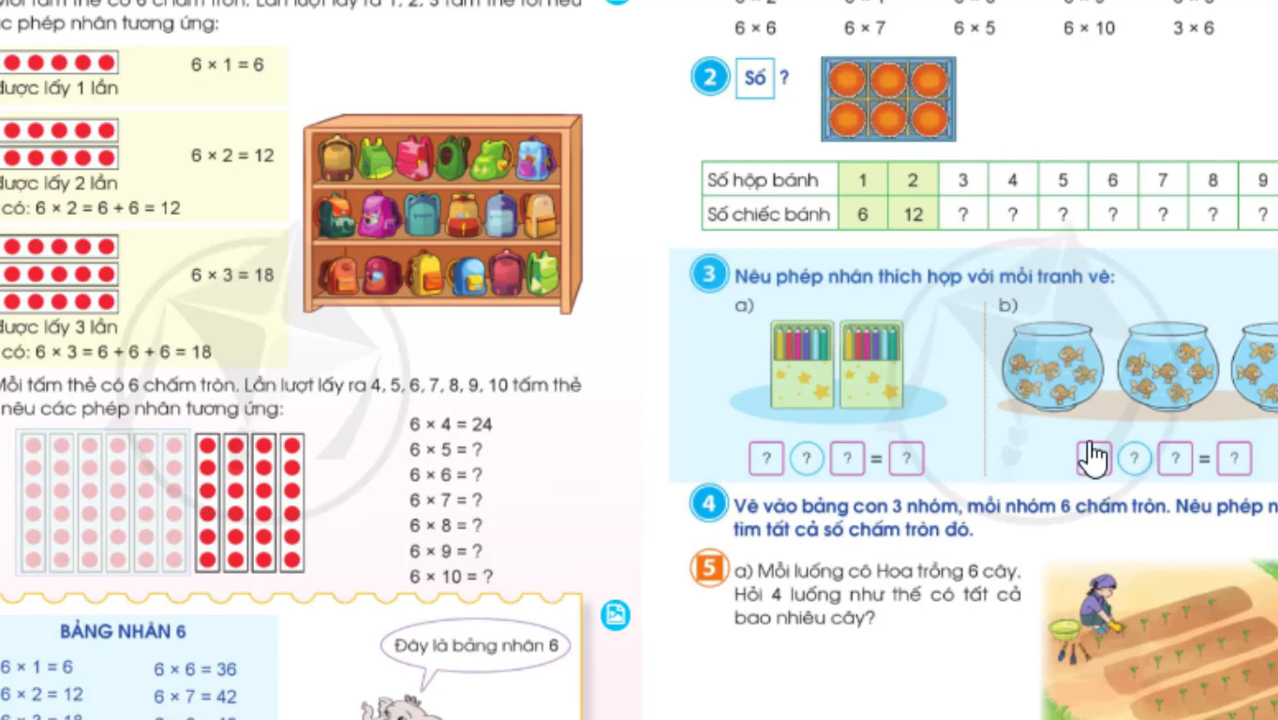 c phép nhân tương ứng:
6 × 1 = 6
được lấy 1 lần
6 × 2 = 12
được lấy 2 lần
có: 6 × 2 = 6 + 6 = 12
6 × 3 = 18
được lấy 3 lần
có: 6 × 3 = 6 + 6 + 6 = 18
Mỗi tấm thẻ có 6 chấm tròn. Lần lượt lấy ra 4, 5, 6, 7, 8, 9, 10 tấm thẻ
nêu các phép nhân tương ứng:
6 × 4 = 24
6 × 5 = ?
6 × 6 = ?
6 × 7 = ?
6 × 8 = ?
6 × 9 = ?
6 × 10 = ?
BẢNG NHÂN 6
6 × 1 = 6 6 × 6 = 36
6 × 2 = 12 6 × 7 = 42
Đây là bảng nhân 6
6 × 6 6 × 7 6 × 5 6 × 10 3 × 6
2 Số ?
Số hộp bánh 1 2 3 4 5 6 7 8 9
Số chiếc bánh 6 12 ? ? ? ? ? ? ?
3 Nêu phép nhân thích hợp với mỗi tranh vẽ:
a) b)
? ? ? = ? ? ? = ?
4 Vẽ vào bảng con 3 nhóm, mỗi nhóm 6 chấm tròn. Nêu phép n
tìm tất cả số chấm tròn đó.
5 a) Mỗi luống cô Hoa trồng 6 cây.
Hỏi 4 luống như thế có tất cả
bao nhiêu cây?